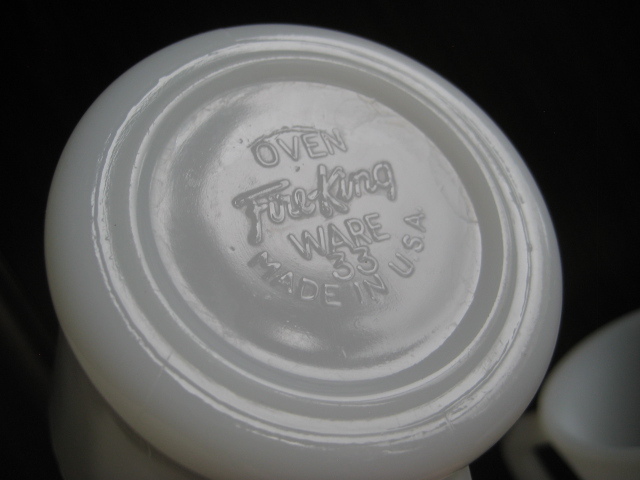 OVEN
Fire-King
WARE
33
MADE IN U.S.A